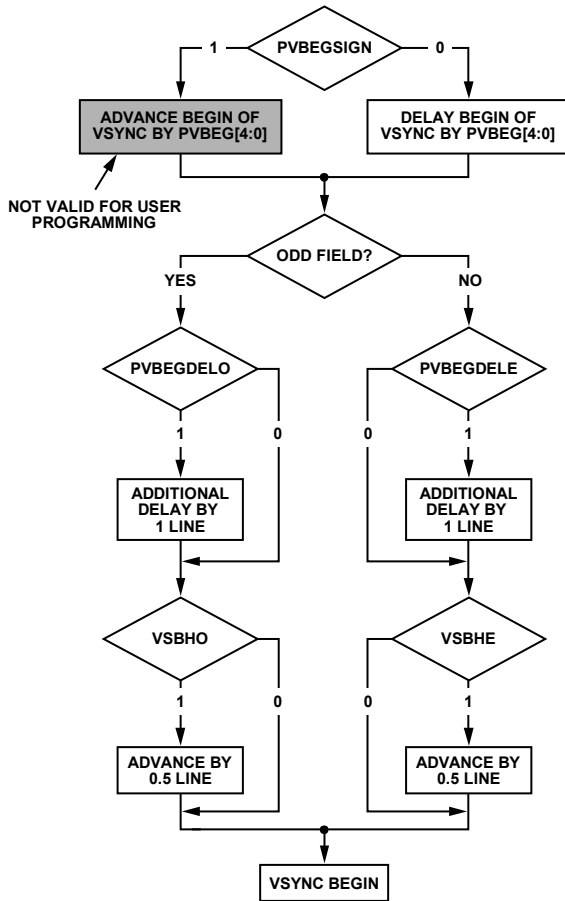 PVBEGSIGN
1
0
ADVANCE BEGIN OF
VSYNC BY PVBEG[4:0]
DELAY BEGIN OF
VSYNC BY PVBEG[4:0]
NOT VALID FOR USER
PROGRAMMING
ODD FIELD?
YES
NO
PVBEGDELO
PVBEGDELE
1
0
0
1
ADDITIONAL
DELAY BY
1 LINE
ADDITIONAL
DELAY BY
1 LINE
VSBHO
VSBHE
1
0
0
1
ADVANCE BY
0.5 LINE
ADVANCE BY
0.5 LINE
VSYNC BEGIN